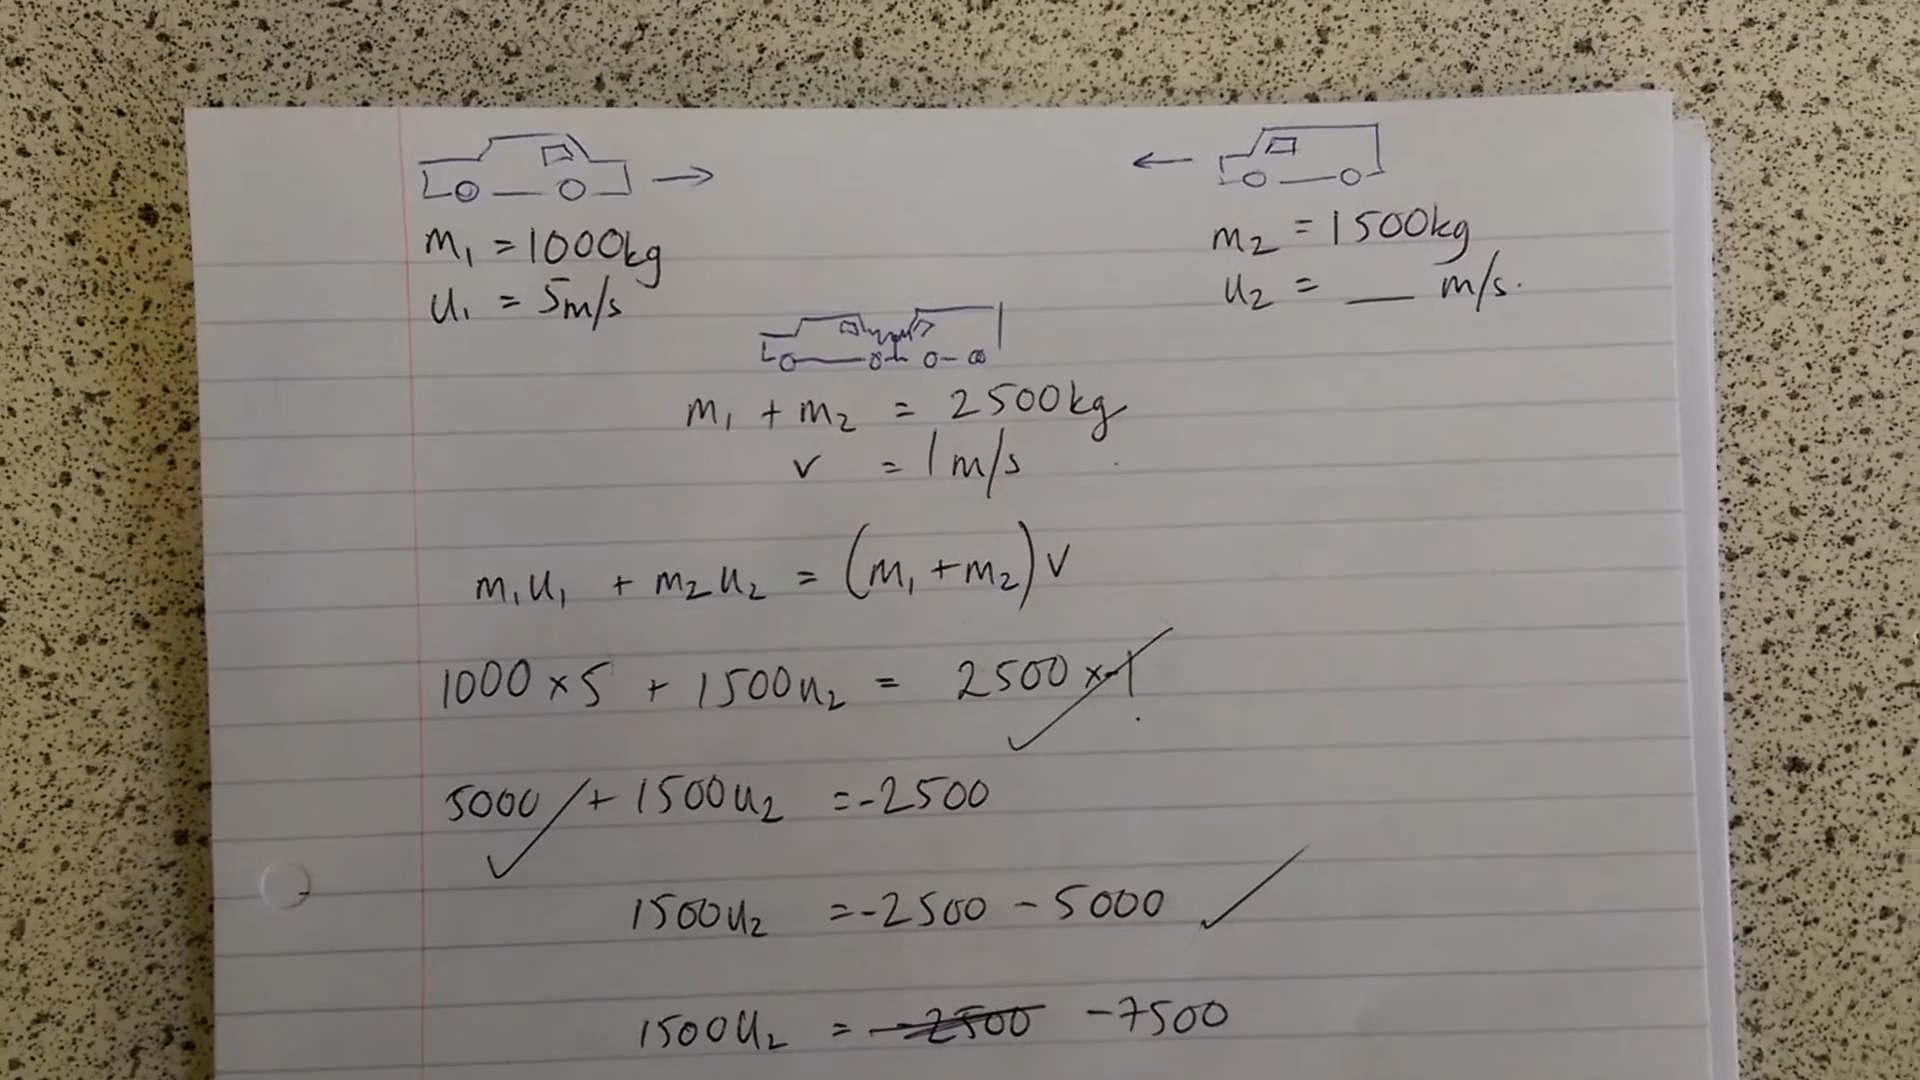 m₁ = 1000kg
u₁ = 5m/s
m₂ = 1500kg
u₂ = __ m/s.
m₁ + m₂ = 2500kg
v = 1m/s
m₁u₁ + m₂u₂ = (m₁ + m₂)v
1000 × 5 + 1500u₂ = 2500 × -1
5000 + 1500u₂ = -2500
1500u₂ = -2500 - 5000
1500u₂ = -2500 -7500